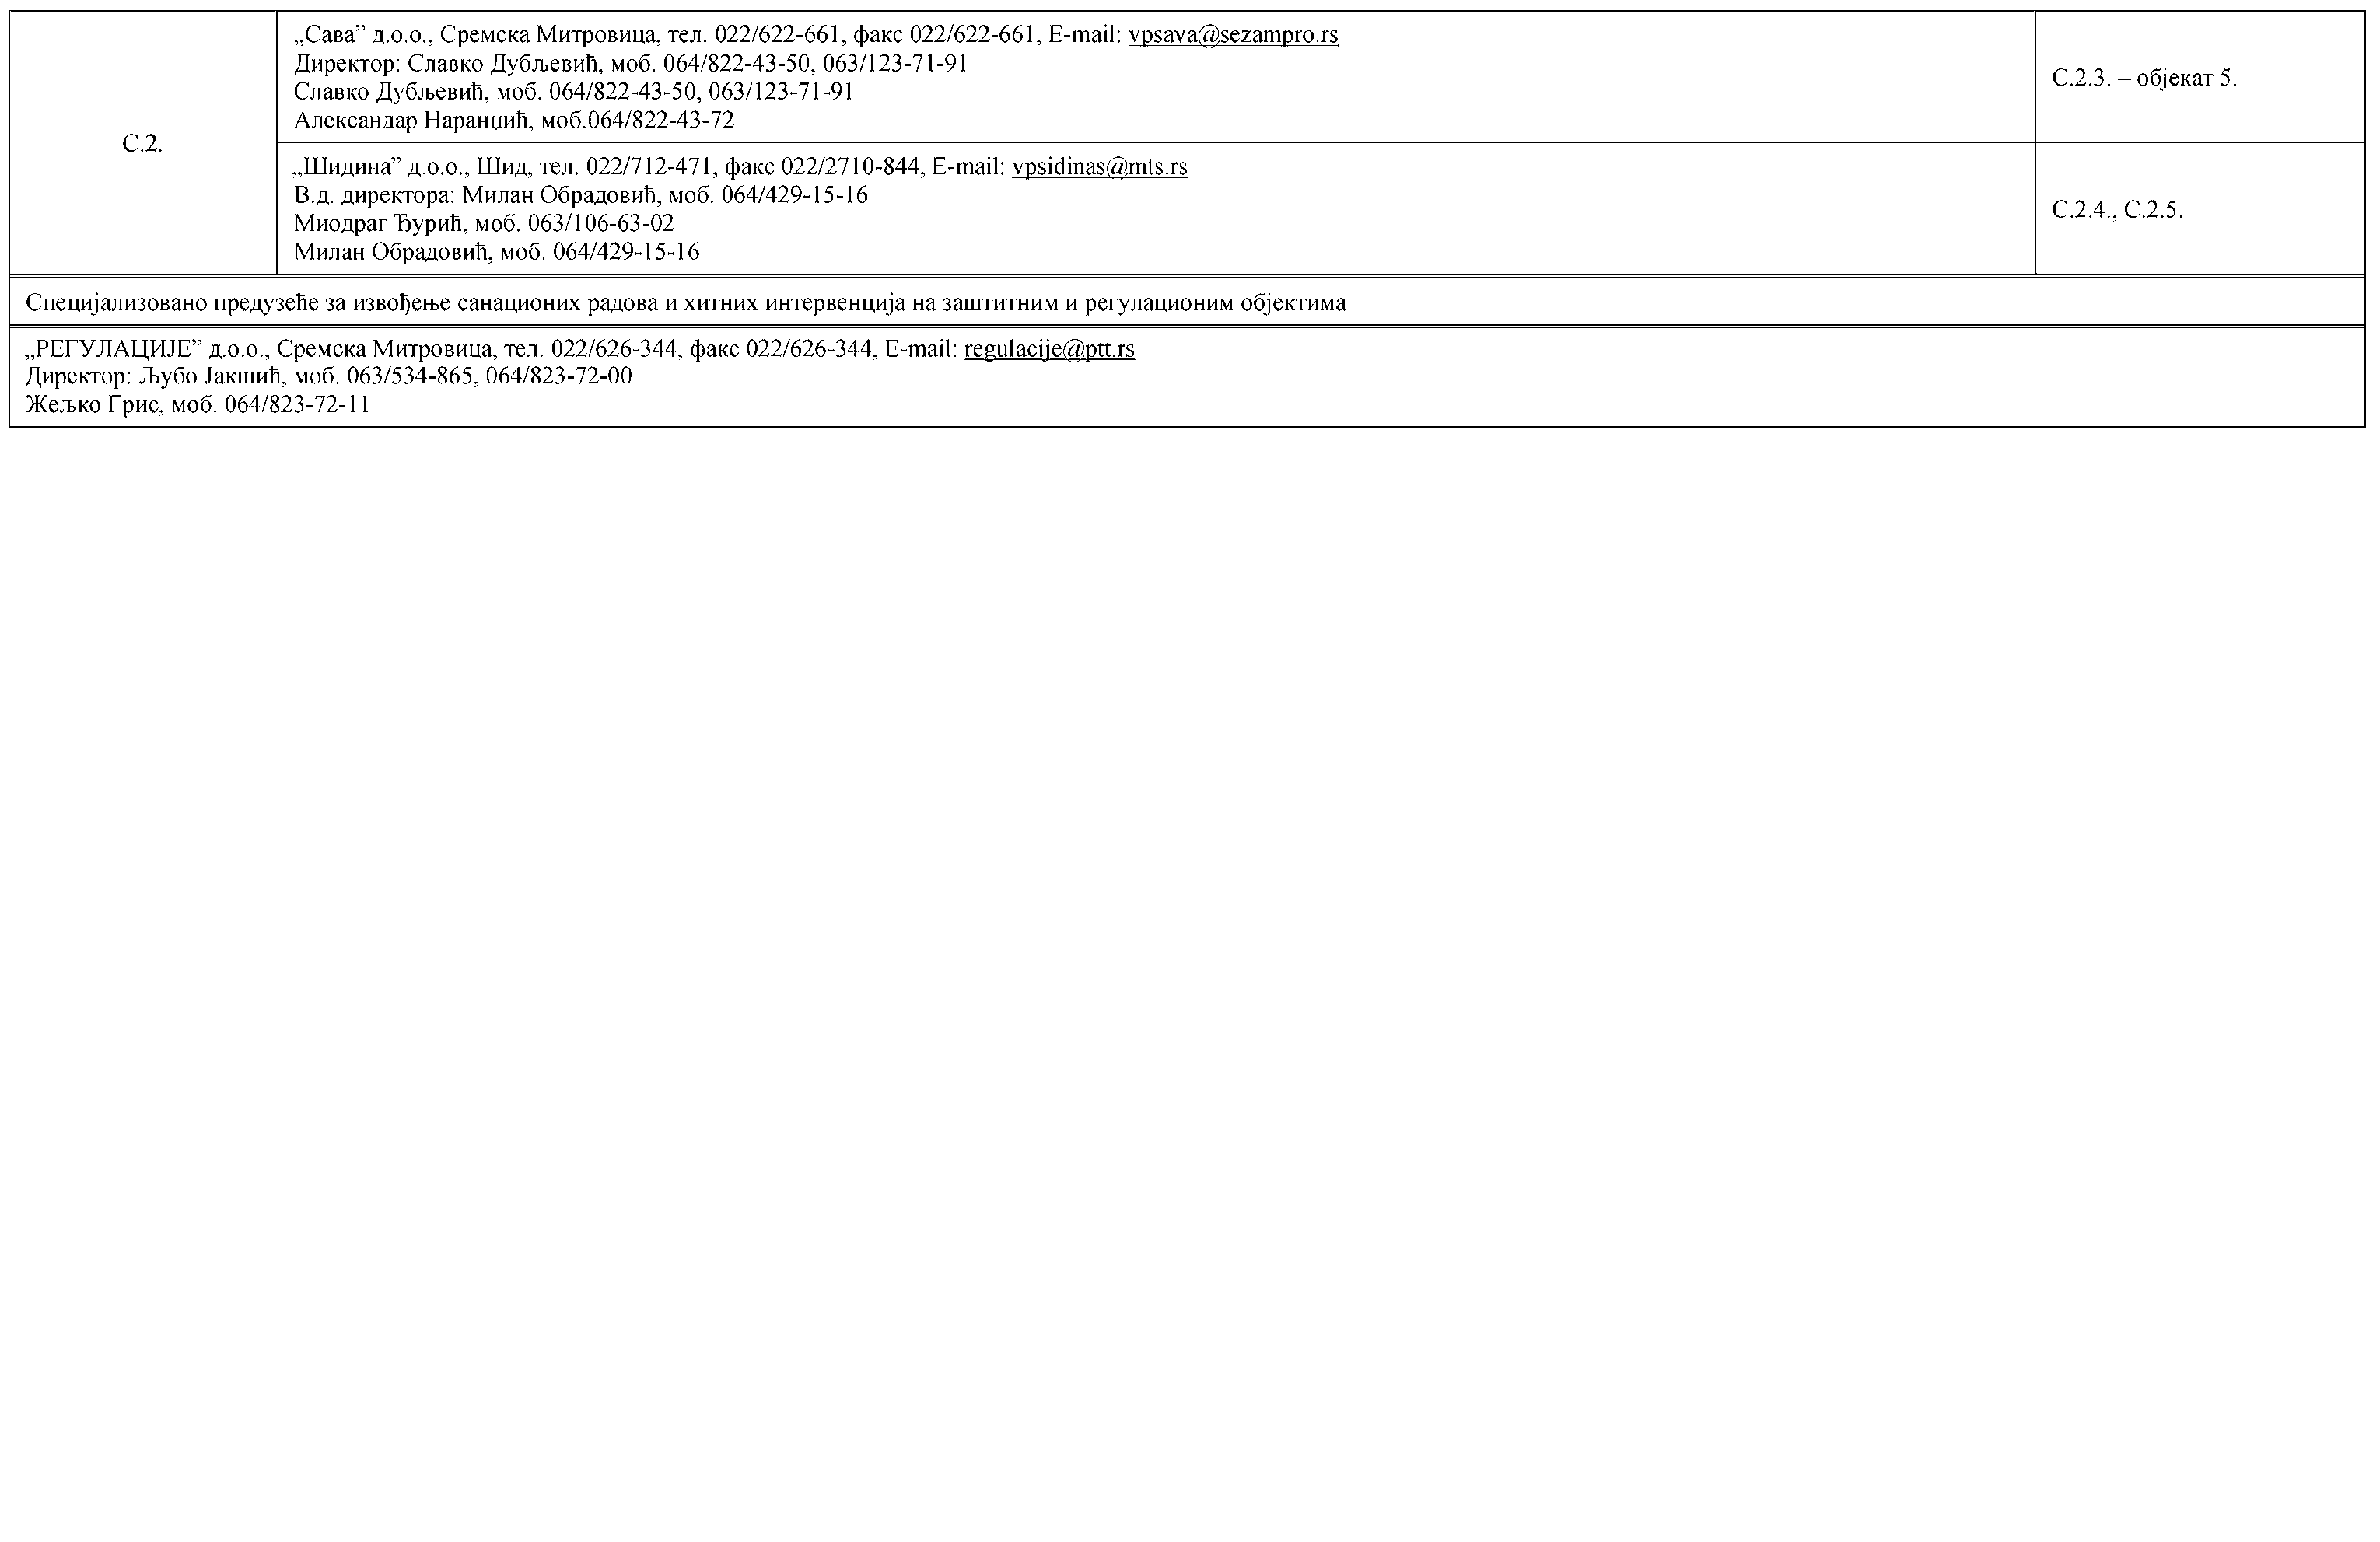 С.2.
„Сава” д.о.о., Сремска Митровица, тел. 022/622-661, факс 022/622-661, E-mail: vpsava@sezampro.rs
Директор: Славко Дубљевић, моб. 064/822-43-50, 063/123-71-91
Славко Дубљевић, моб. 064/822-43-50, 063/123-71-91
Александар Наранџић, моб.064/822-43-72
С.2.3. – објекат 5.
„Шидина” д.о.о., Шид, тел. 022/712-471, факс 022/2710-844, E-mail: vpsidinas@mts.rs
В.д. директора: Милан Обрадовић, моб. 064/429-15-16
Миодраг Ђурић, моб. 063/106-63-02
Милан Обрадовић, моб. 064/429-15-16
С.2.4., С.2.5.
Специјализовано предузеће за извођење санационих радова и хитних интервенција на заштитним и регулационим објектима
„РЕГУЛАЦИЈЕ” д.о.о., Сремска Митровица, тел. 022/626-344, факс 022/626-344, E-mail: regulacije@ptt.rs
Директор: Љубо Јакшић, моб. 063/534-865, 064/823-72-00
Жељко Грис, моб. 064/823-72-11